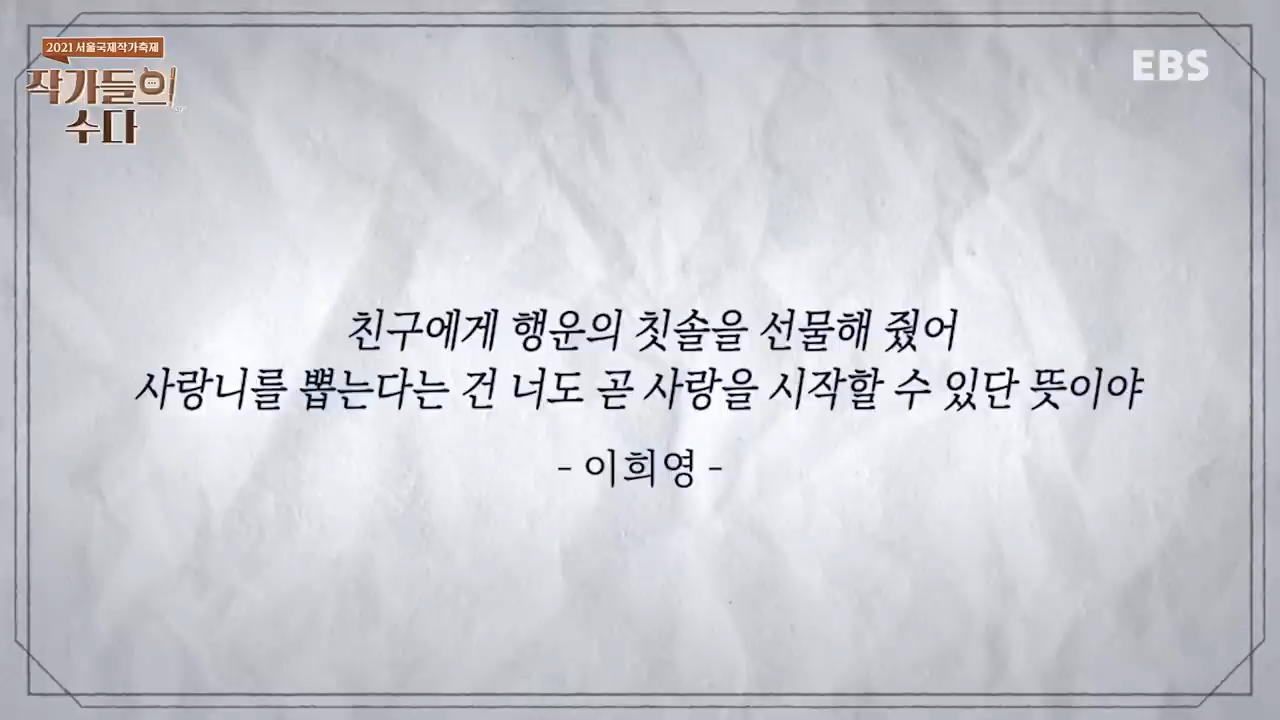 2021 서울국제작가축제
작가들의
수다
EBS
친구에게 행운의 칫솔을 선물해 줬어
사랑니를 뽑는다는 건 너도 곧 사랑을 시작할 수 있단 뜻이야
- 이희영 -